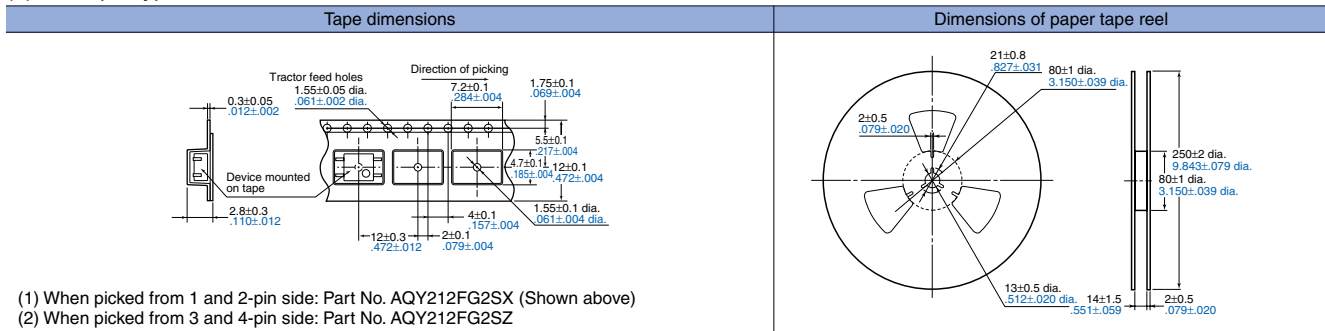 Tape dimensions
Dimensions of paper tape reel
Direction of picking
Tractor feed holes
1.55±0.05 dia.
.061±.002 dia.
7.2±0.1
.284±.004
1.75±0.1
.069±.004
0.3±0.05
.012±.002
5.5±0.1
.217±.004
4.7±0.1
.185±.004
12±0.1
.472±.004
Device mounted
on tape
2.8±0.3
.110±.012
1.55±0.1 dia.
.061±.004 dia.
4±0.1
.157±.004
12±0.3
.472±.012
2±0.1
.079±.004
(1) When picked from 1 and 2-pin side: Part No. AQY212FG2SX (Shown above)
(2) When picked from 3 and 4-pin side: Part No. AQY212FG2SZ
21±0.8
.827±.031
80±1 dia.
3.150±.039 dia.
2±0.5
.079±.020
250±2 dia.
9.843±.079 dia.
80±1 dia.
3.150±.039 dia.
13±0.5 dia.
.512±.020 dia.
14±1.5
.551±.059
2±0.5
.079±.020